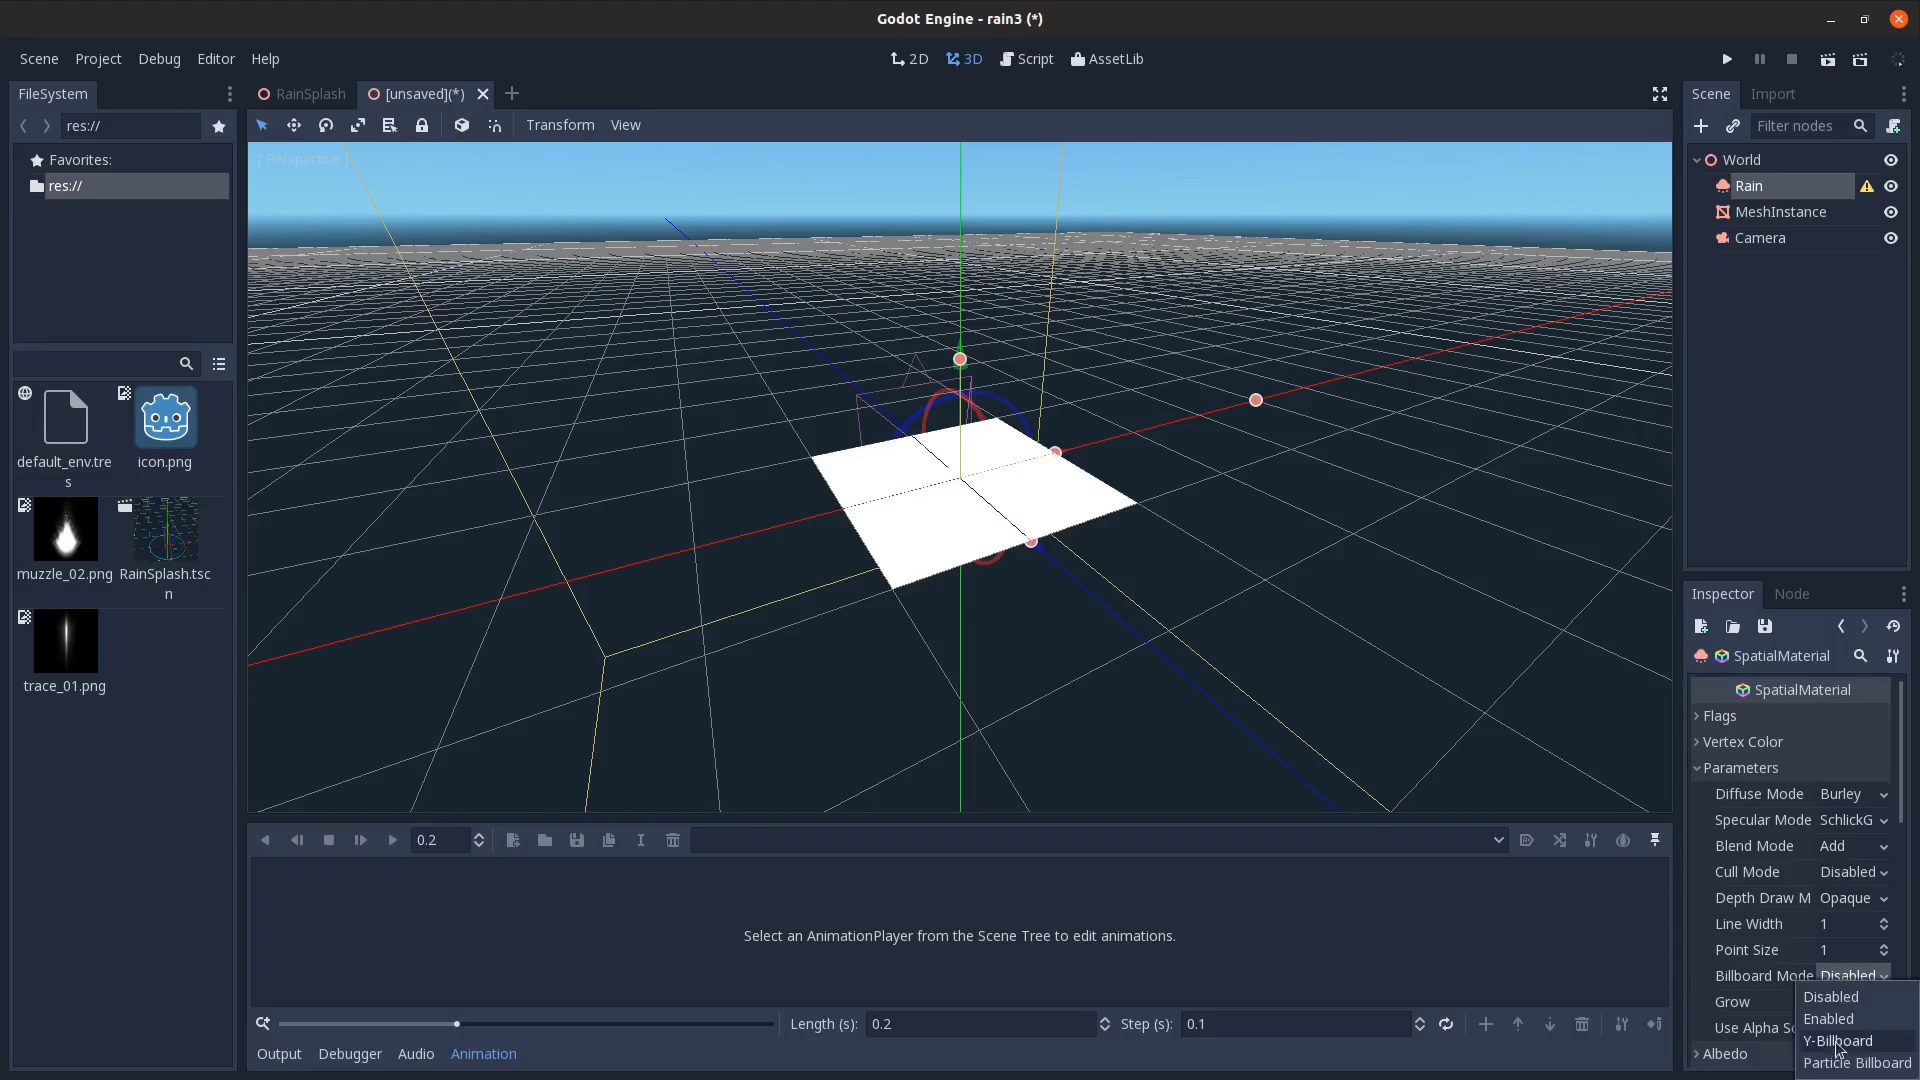 Godot Engine - rain3 (*)
Scene Project Debug Editor Help
2D 3D Script AssetLib
FileSystem
RainSplash [unsaved](*)
Scene Import
res://
Transform View
Filter nodes
[ Perspective ]
Favorites:
res://
World
Rain
MeshInstance
Camera
default_env.tre
s
icon.png
muzzle_02.png
RainSplash.tsc
n
trace_01.png
Inspector Node
SpatialMaterial
SpatialMaterial
Flags
Vertex Color
Parameters
Diffuse Mode Burley
Specular Mode SchlickG
Blend Mode Add
Cull Mode Disabled
Depth Draw M Opaque
Line Width 1
Point Size 1
Billboard Mode Disabled
Grow
Use Alpha Sc
Albedo
Disabled
Enabled
Y-Billboard
Particle Billboard
0.2
Select an AnimationPlayer from the Scene Tree to edit animations.
Length (s): 0.2 Step (s): 0.1
Output Debugger Audio Animation